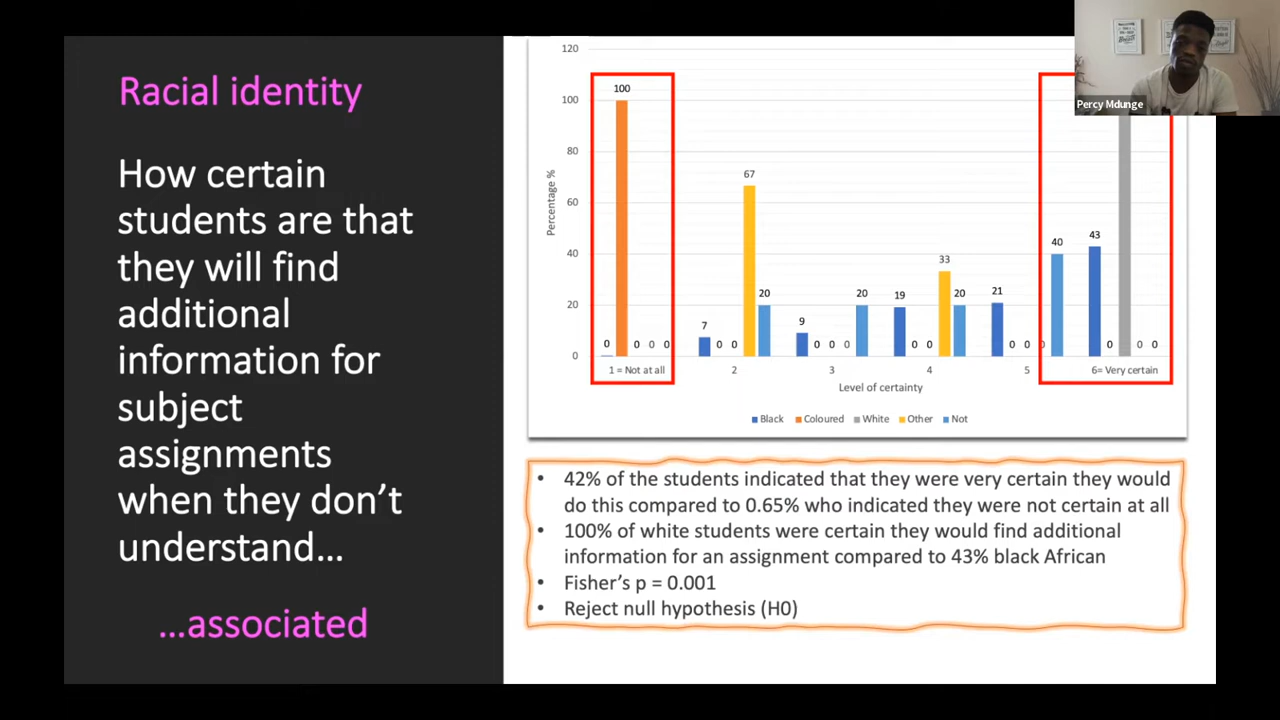 Racial identity
How certain
students are that
they will find
additional
information for
subject
assignments
when they don't
understand...
...associated
Percy Mdunge
Percentage %
120
100
80
60
40
20
0
0 100 0 0 0
7 0 0 67 20
9 0 0 0 20
19 0 0 33 20
21 0 0 0 40
43 0 0 0
1 = Not at all 2 3 4 5 6= Very certain
Level of certainty
Black Coloured White Other Not
• 42% of the students indicated that they were very certain they would
do this compared to 0.65% who indicated they were not certain at all
• 100% of white students were certain they would find additional
information for an assignment compared to 43% black African
• Fisher's p = 0.001
• Reject null hypothesis (H0)